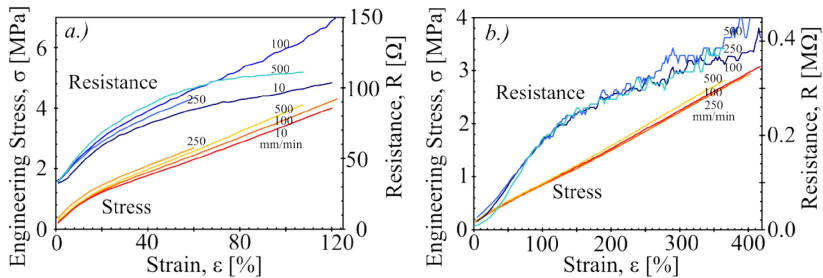 a.)
Engineering Stress, σ [MPa]
0
2
4
6
Resistance
Stress
100
500
10
250
500
100
10
mm/min
250
0
50
100
150
Resistance, R [Ω]
0
40
80
120
Strain, ε [%]
b.)
Engineering Stress, σ [MPa]
0
1
2
3
4
Resistance
Stress
500
250
100
500
100
250
mm/min
0.0
0.2
0.4
Resistance, R [MΩ]
0
100
200
300
400
Strain, ε [%]